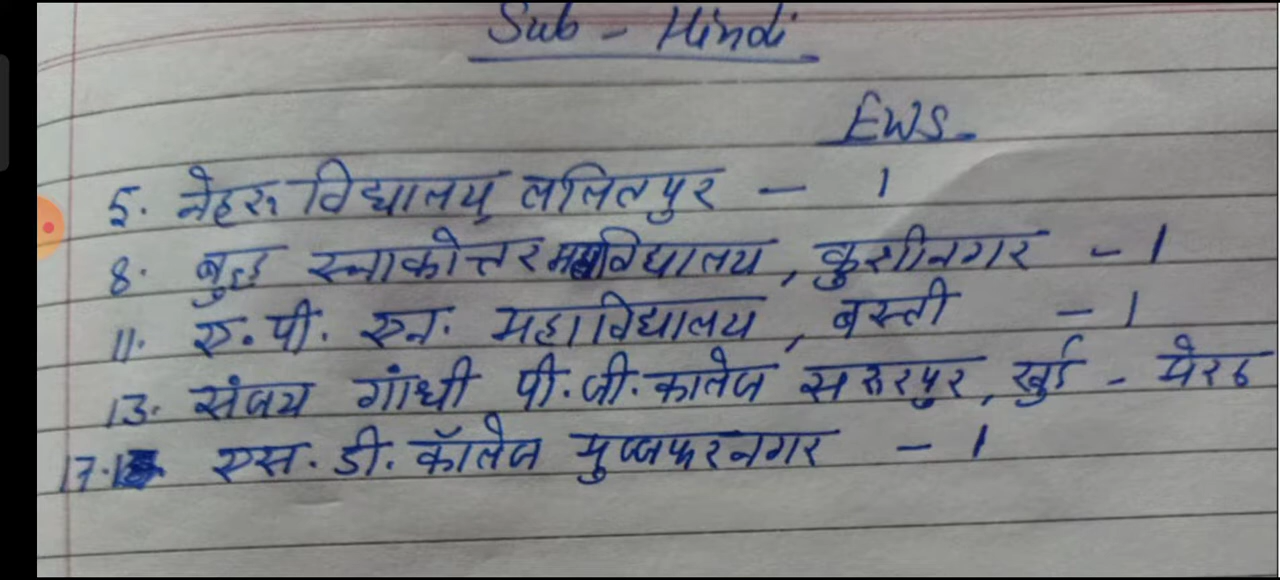 Sub - Hindi
EWS -
5. नेहरू विद्यालय, ललितपुर - 1
8. बुद्ध स्नाकोत्तर महाविद्यालय, कुशीनगर - 1
11. ए. पी. एन. महाविद्यालय, बस्ती - 1
13. संजय गांधी पी. जी. कालेज सरूरपुर, खुर्द - मेरठ
17. एस. डी. कॉलेज मुज्जफरनगर - 1